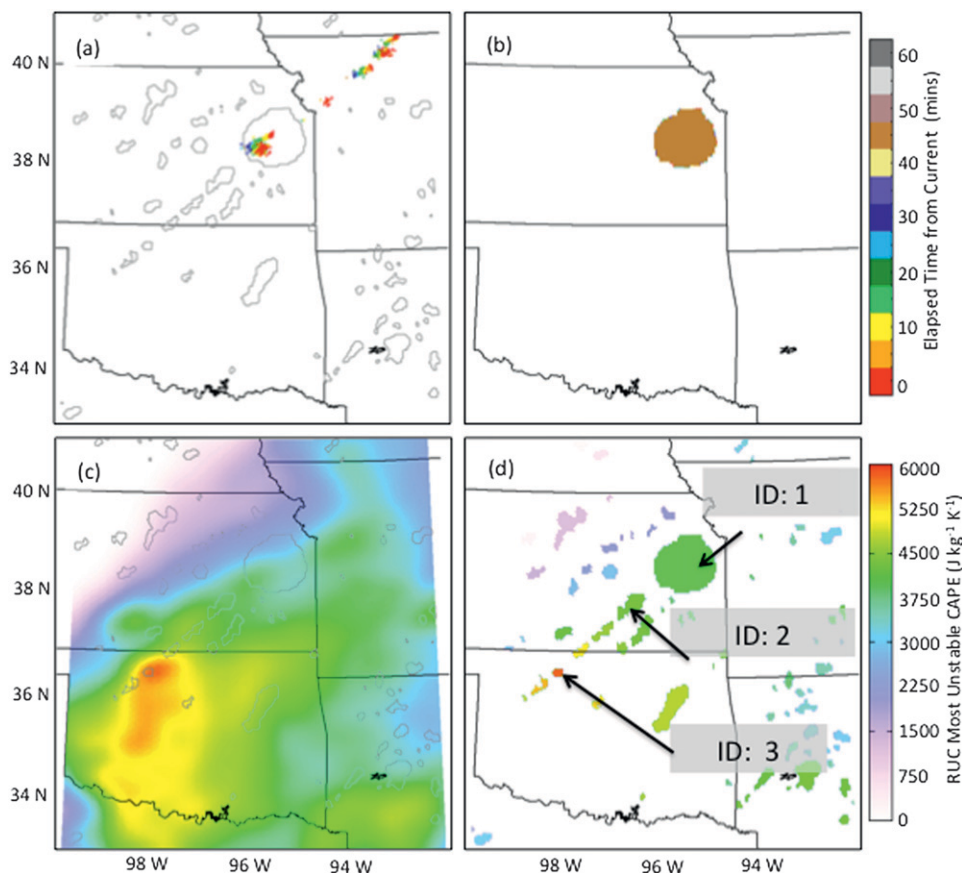 (a)
(b)
40 N
38 N
36 N
34 N
60
50
40
30
20
10
0
Elapsed Time from Current (mins)
(c)
(d)
40 N
38 N
36 N
34 N
98 W
96 W
94 W
98 W
96 W
94 W
ID: 1
ID: 2
ID: 3
6000
5250
4500
3750
3000
2250
1500
750
0
RUC Most Unstable CAPE (J kg⁻¹ K⁻¹)